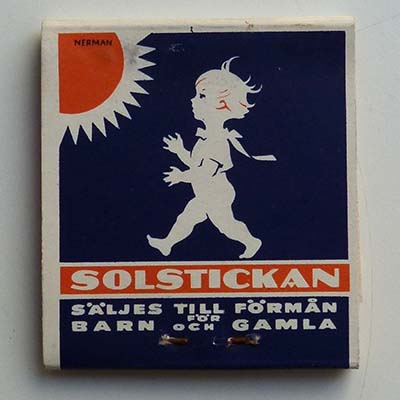 NERMAN
SOLSTICKAN
SÄLJES TILL FÖRMÅN
FÖR
BARN OCH GAMLA